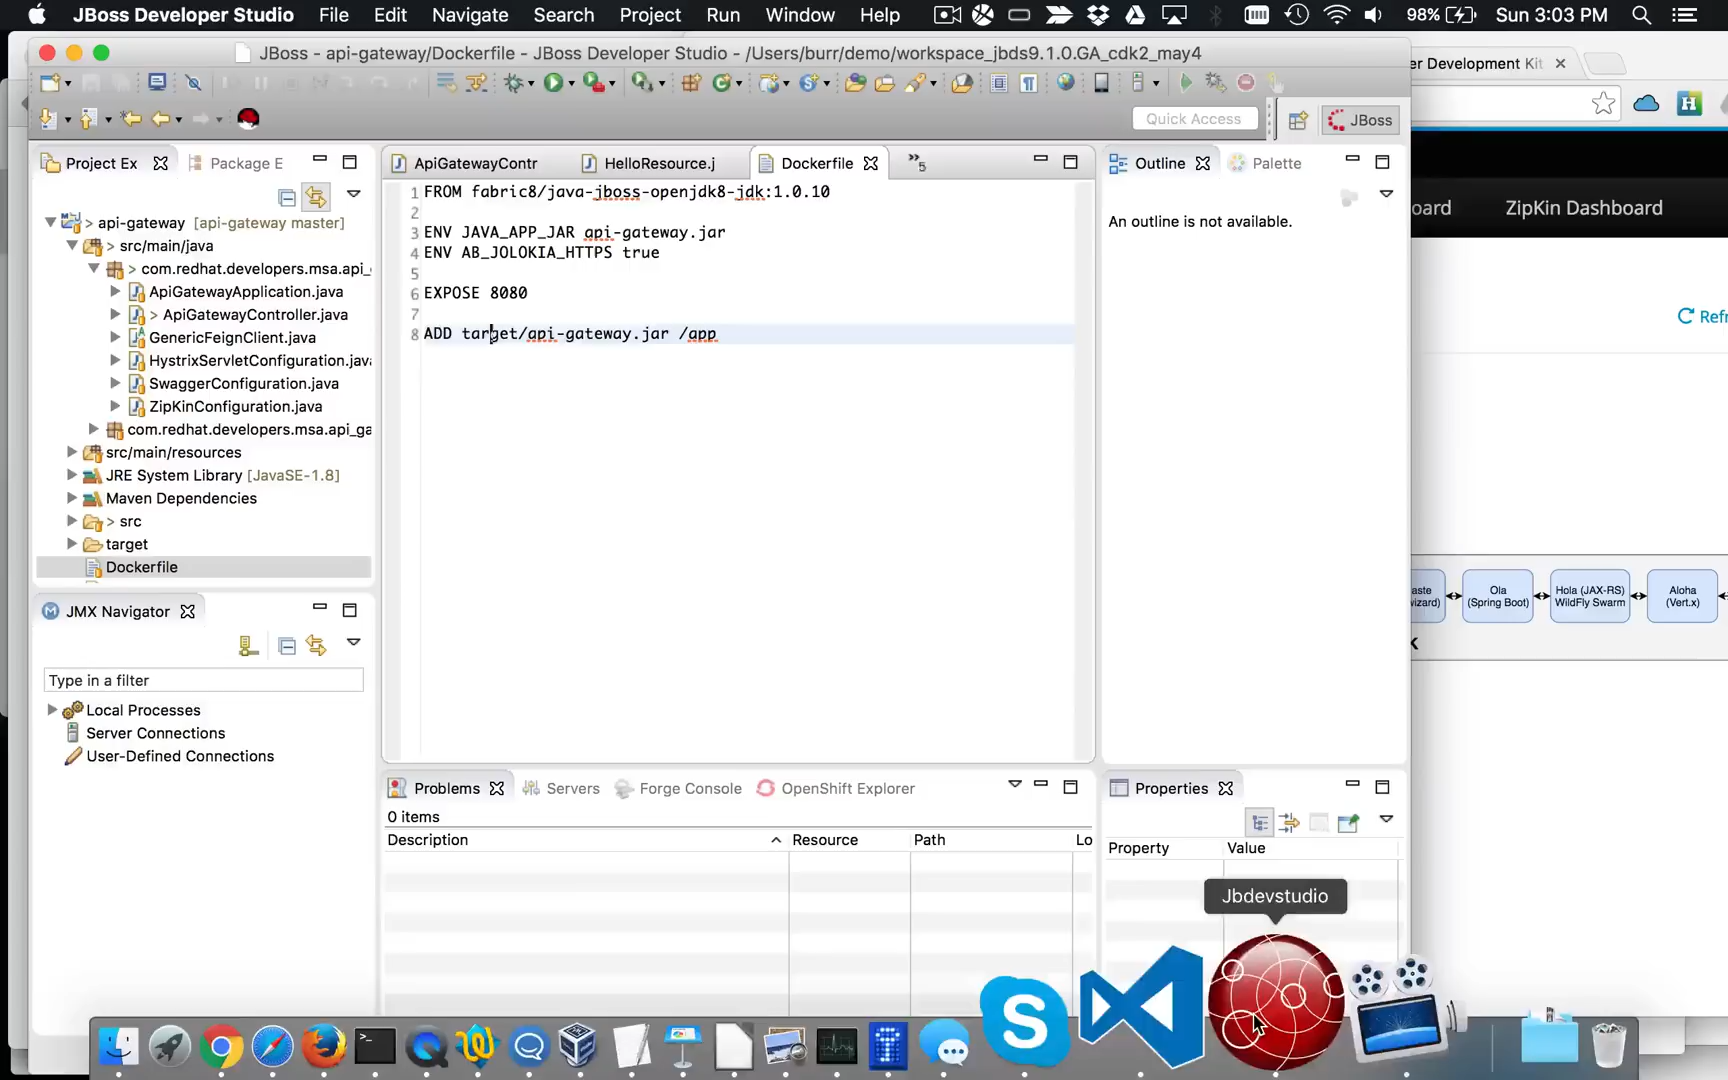 JBoss Developer Studio File Edit Navigate Search Project Run Window Help 98% Sun 3:03 PM
JBoss - api-gateway/Dockerfile - JBoss Developer Studio - /Users/burr/demo/workspace_jbds9.1.0.GA_cdk2_may4
er Development Kit
Quick Access
JBoss
Project Ex
Package E
ApiGatewayContr
HelloResource.j
Dockerfile
5
Outline
Palette
> api-gateway [api-gateway master]
> src/main/java
> com.redhat.developers.msa.api_
ApiGatewayApplication.java
> ApiGatewayController.java
GenericFeignClient.java
HystrixServletConfiguration.java
SwaggerConfiguration.java
ZipKinConfiguration.java
com.redhat.developers.msa.api_ga
src/main/resources
JRE System Library [JavaSE-1.8]
Maven Dependencies
> src
target
Dockerfile
1 FROM fabric8/java-jboss-openjdk8-jdk:1.0.10
2
3 ENV JAVA_APP_JAR api-gateway.jar
4 ENV AB_JOLOKIA_HTTPS true
5
6 EXPOSE 8080
7
8 ADD target/api-gateway.jar /app
An outline is not available.
oard
ZipKin Dashboard
Refr
aste
wizard)
Ola
(Spring Boot)
Hola (JAX-RS)
WildFly Swarm
Aloha
(Vert.x)
JMX Navigator
Type in a filter
Local Processes
Server Connections
User-Defined Connections
Problems
Servers
Forge Console
OpenShift Explorer
0 items
Description
Resource
Path
Lo
Properties
Property
Value
Jbdevstudio